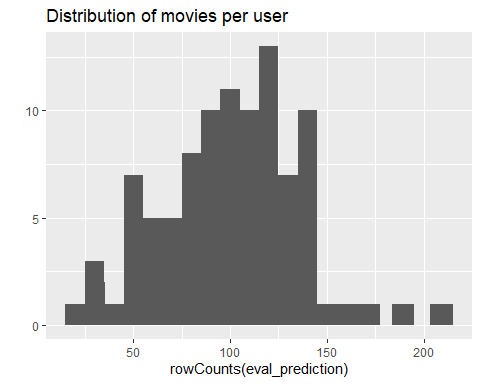 Distribution of movies per user
10
5
0
50 100 150 200
rowCounts(eval_prediction)